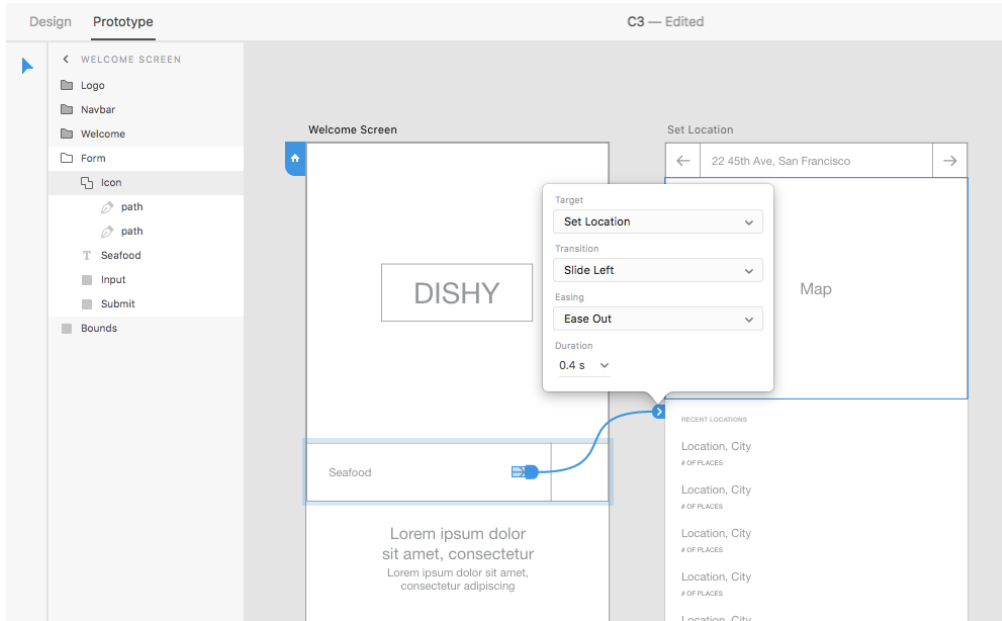 Design Prototype C3 — Edited
WELCOME SCREEN
Logo
Navbar
Welcome
Form
Icon
path
path
T Seafood
Input
Submit
Bounds
Welcome Screen
DISHY
Seafood
Lorem ipsum dolor
sit amet, consectetur
Lorem ipsum dolor sit amet,
consectetur adipiscing
Target
Set Location
Transition
Slide Left
Easing
Ease Out
Duration
0.4 s
Set Location
22 45th Ave, San Francisco
Map
RECENT LOCATIONS
Location, City
# OF PLACES
Location, City
# OF PLACES
Location, City
# OF PLACES
Location, City
# OF PLACES
Location, City